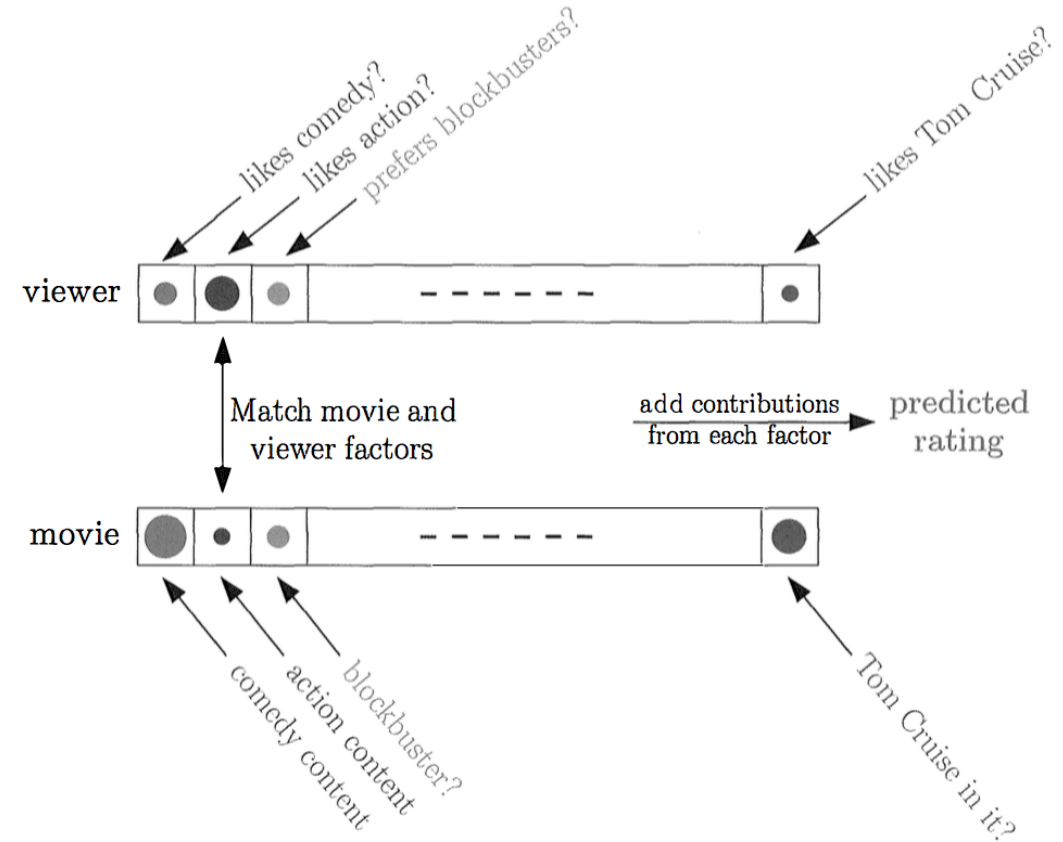 likes comedy?
likes action?
prefers blockbusters?
likes Tom Cruise?
viewer
Match movie and
viewer factors
add contributions
from each factor
predicted
rating
movie
comedy content
action content
blockbuster?
Tom Cruise in it?